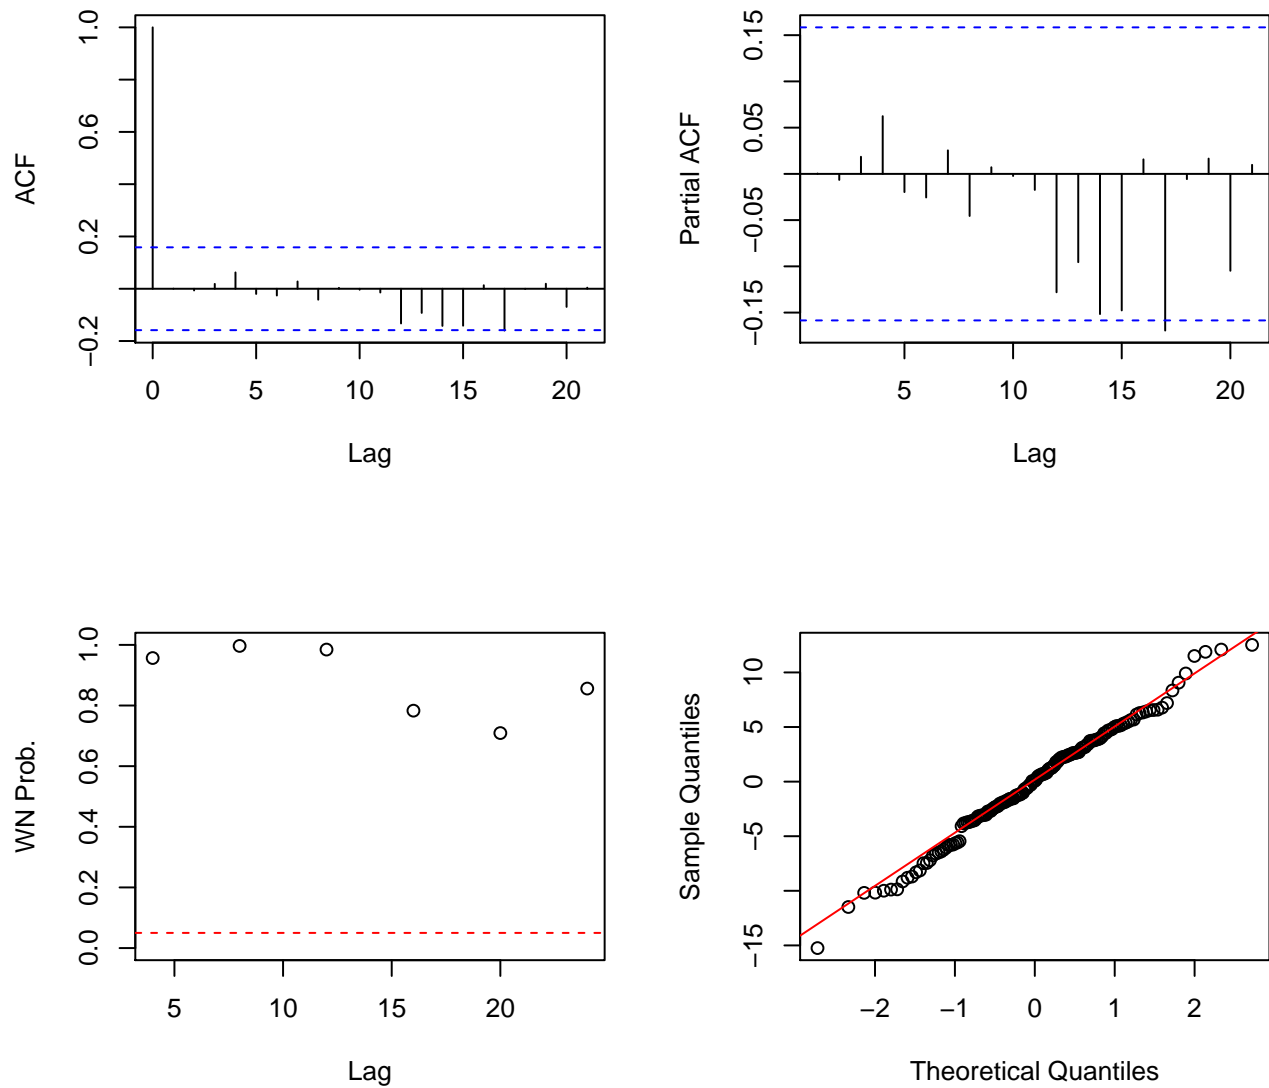 ACF
−0.2 0.2 0.6 1.0
0 5 10 15 20
Lag
Partial ACF
−0.15 −0.05 0.05 0.15
5 10 15 20
Lag
WN Prob.
0.0 0.2 0.4 0.6 0.8 1.0
5 10 15 20
Lag
Sample Quantiles
−15 −5 0 5 10
−2 −1 0 1 2
Theoretical Quantiles